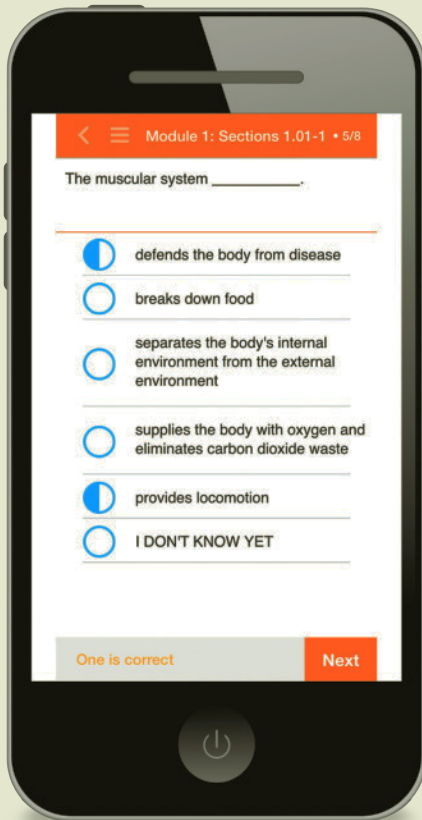 Module 1: Sections 1.01-1 • 5/8
The muscular system __________.
defends the body from disease
breaks down food
separates the body's internal
environment from the external
environment
supplies the body with oxygen and
eliminates carbon dioxide waste
provides locomotion
I DON'T KNOW YET
One is correct
Next